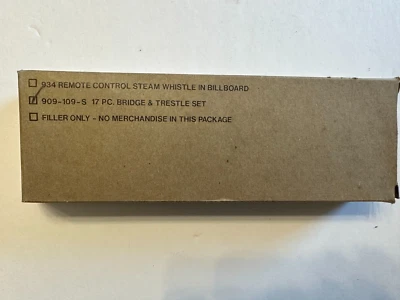 934 REMOTE CONTROL STEAM WHISTLE IN BILLBOARD
909-109-S 17 PC. BRIDGE & TRESTLE SET
FILLER ONLY - NO MERCHANDISE IN THIS PACKAGE